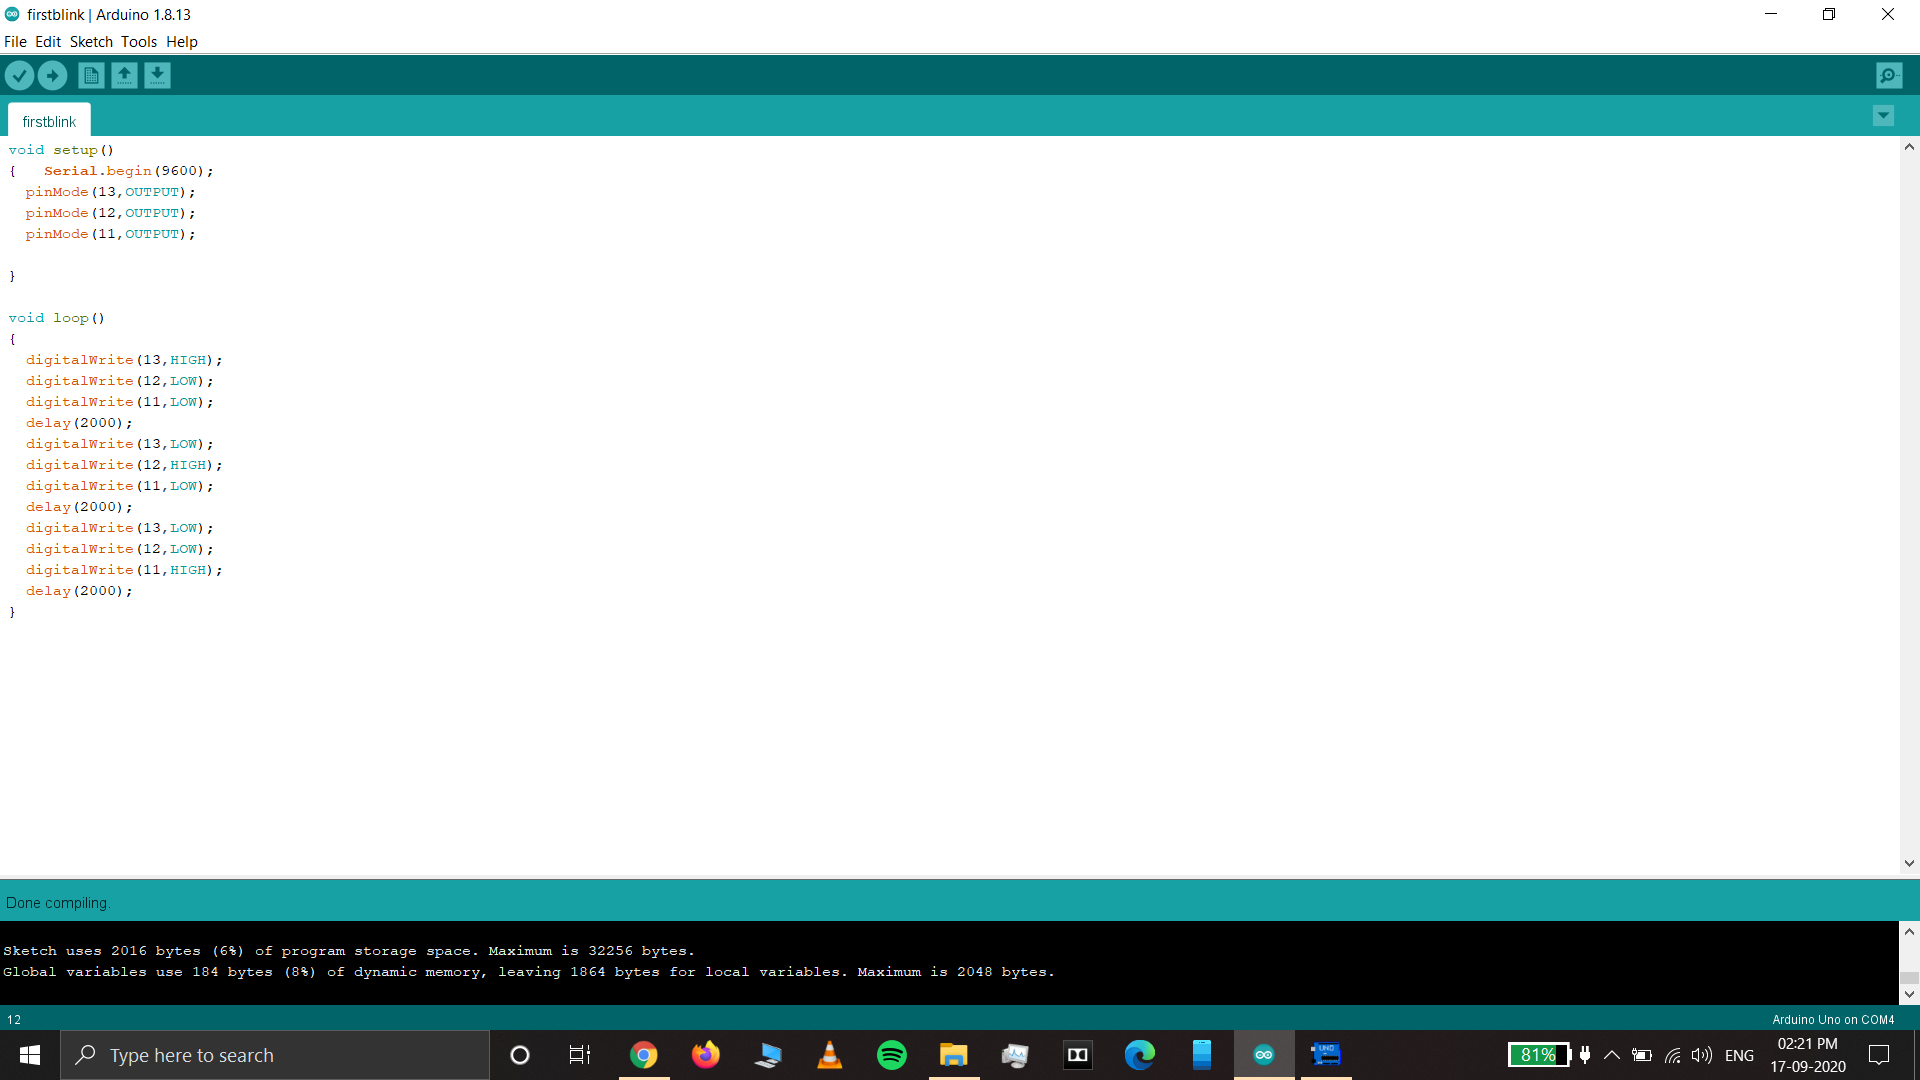 firstblink | Arduino 1.8.13
File Edit Sketch Tools Help
firstblink
void setup()
{   Serial.begin(9600);
  pinMode(13,OUTPUT);
  pinMode(12,OUTPUT);
  pinMode(11,OUTPUT);
}
void loop()
{
  digitalWrite(13,HIGH);
  digitalWrite(12,LOW);
  digitalWrite(11,LOW);
  delay(2000);
  digitalWrite(13,LOW);
  digitalWrite(12,HIGH);
  digitalWrite(11,LOW);
  delay(2000);
  digitalWrite(13,LOW);
  digitalWrite(12,LOW);
  digitalWrite(11,HIGH);
  delay(2000);
}
Done compiling.
Sketch uses 2016 bytes (6%) of program storage space. Maximum is 32256 bytes.
Global variables use 184 bytes (8%) of dynamic memory, leaving 1864 bytes for local variables. Maximum is 2048 bytes.
12
Arduino Uno on COM4
Type here to search
UNO
81%
ENG
02:21 PM
17-09-2020